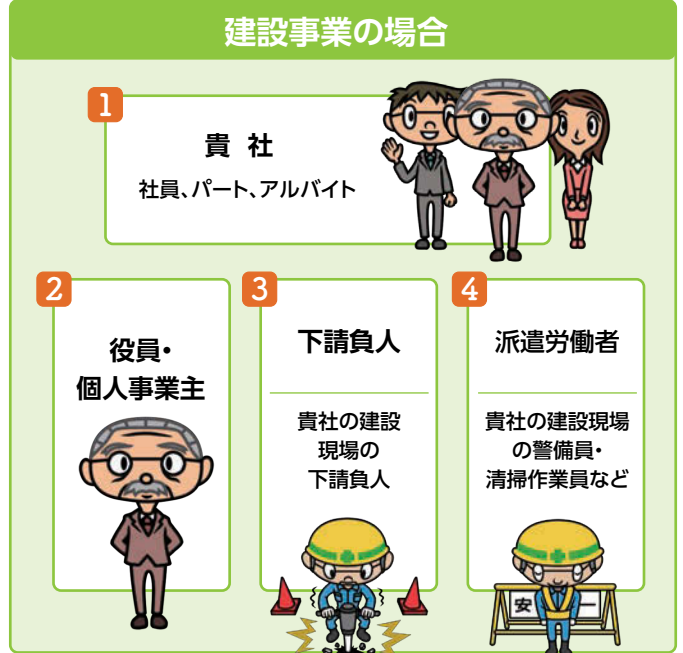 建設事業の場合
1
貴 社
社員、パート、アルバイト
2
役員・
個人事業主
3
下請負人
貴社の建設
現場の
下請負人
4
派遣労働者
貴社の建設現場
の警備員・
清掃作業員など
安
一